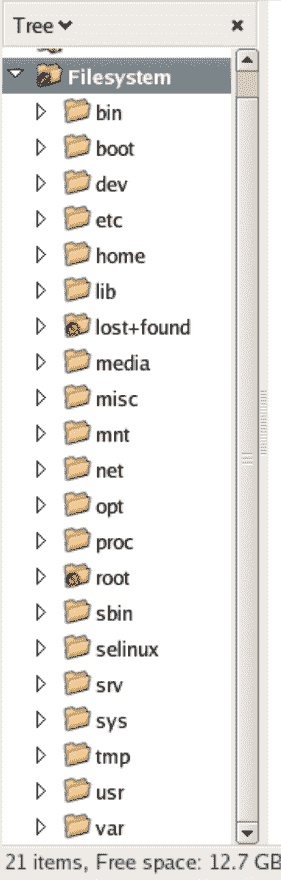 Tree
Filesystem
bin
boot
dev
etc
home
lib
lost+found
media
misc
mnt
net
opt
proc
root
sbin
selinux
srv
sys
tmp
usr
var
21 items, Free space: 12.7 GB